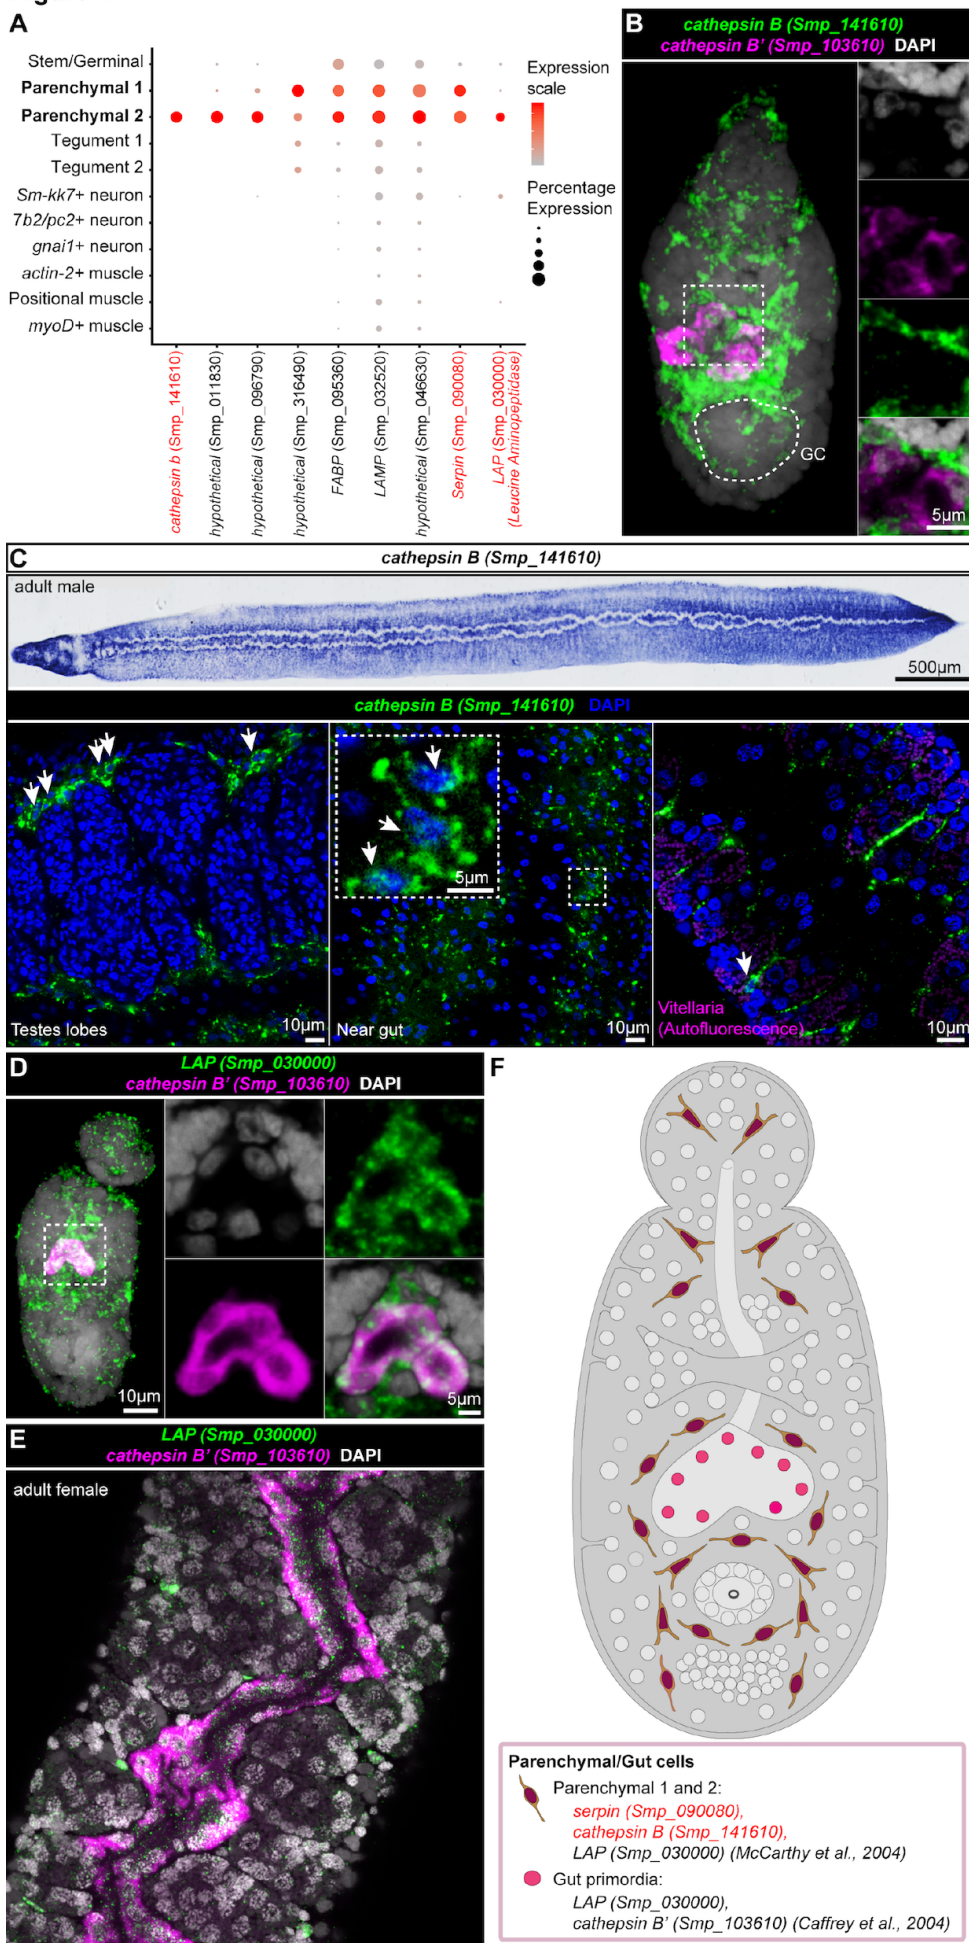 A
Stem/Germinal
Parenchymal 1
Parenchymal 2
Tegument 1
Tegument 2
Sm-kk7+ neuron
7b2/pc2+ neuron
gnai1+ neuron
actin-2+ muscle
Positional muscle
myoD+ muscle
cathepsin b (Smp_141610)
hypothetical (Smp_011830)
hypothetical (Smp_096790)
hypothetical (Smp_316490)
FABP (Smp_095360)
LAMP (Smp_032520)
hypothetical (Smp_046630)
Serpin (Smp_090080)
LAP (Smp_030000)
(Leucine Aminopeptidase)
Expression
scale
Percentage
Expression
B
cathepsin B (Smp_141610)
cathepsin B' (Smp_103610) DAPI
GC
5µm
C
cathepsin B (Smp_141610)
adult male
500µm
cathepsin B (Smp_141610) DAPI
Testes lobes
10µm
5µm
Near gut
10µm
Vitellaria
(Autofluorescence)
10µm
D
LAP (Smp_030000)
cathepsin B' (Smp_103610) DAPI
10µm
5µm
E
LAP (Smp_030000)
cathepsin B' (Smp_103610) DAPI
adult female
F
Parenchymal/Gut cells
Parenchymal 1 and 2:
serpin (Smp_090080),
cathepsin B (Smp_141610),
LAP (Smp_030000) (McCarthy et al., 2004)
Gut primordia:
LAP (Smp_030000),
cathepsin B' (Smp_103610) (Caffrey et al., 2004)